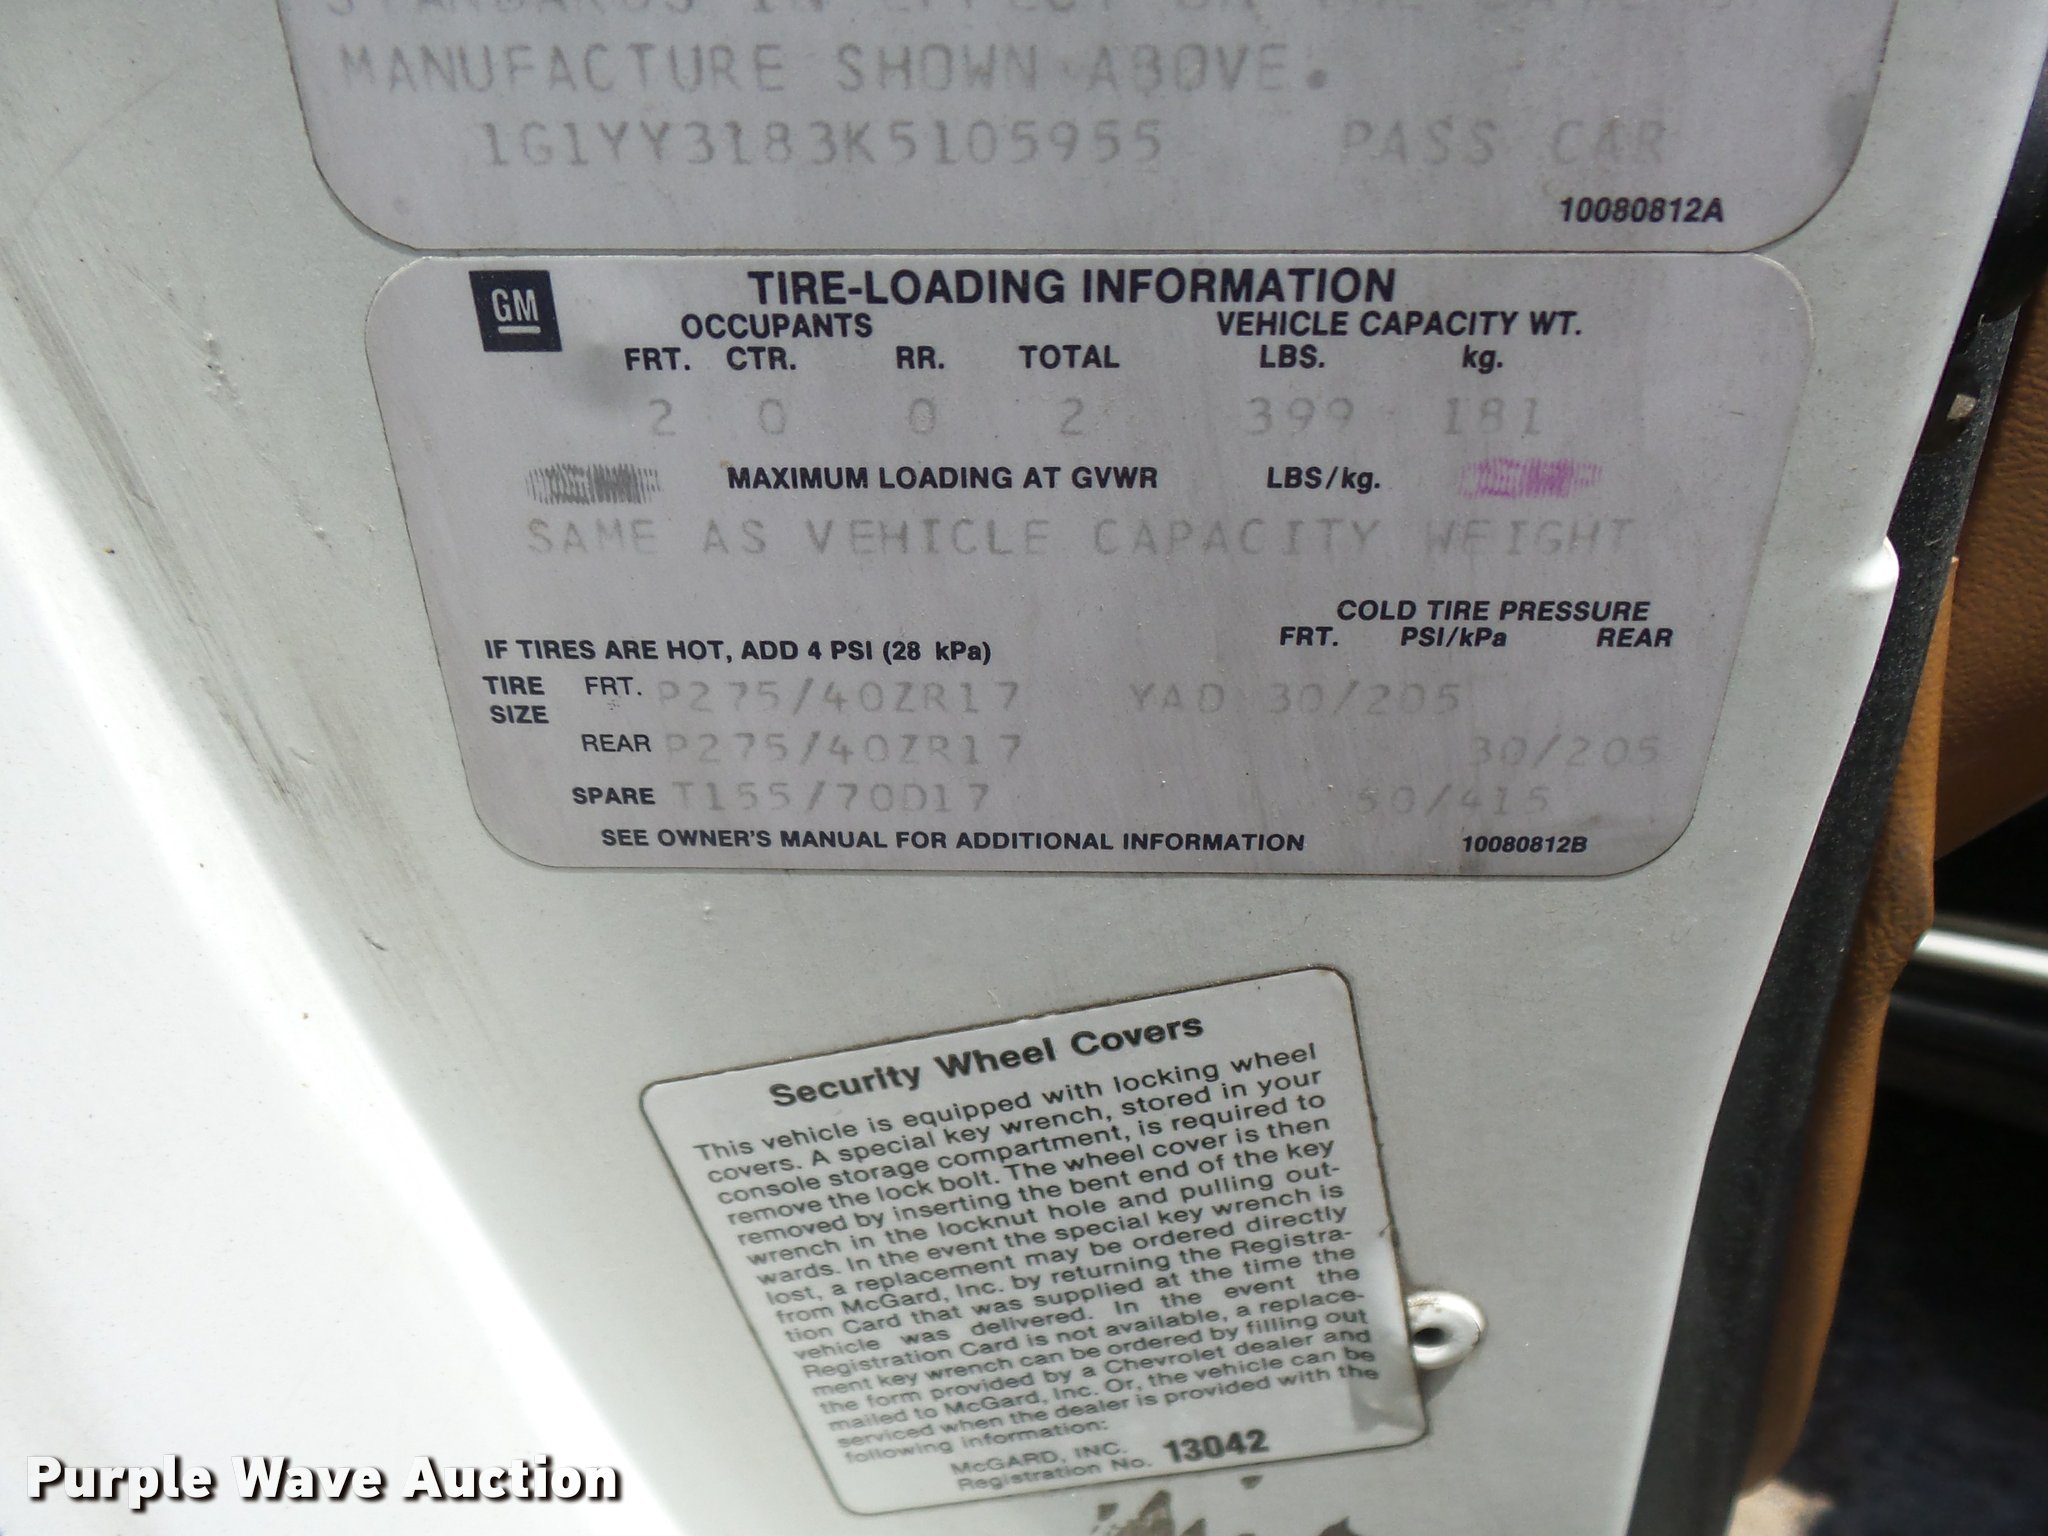 MANUFACTURE SHOWN ABOVE.
1G1YY3183K5105955 PASS CAR
10080812A
GM TIRE-LOADING INFORMATION
OCCUPANTS VEHICLE CAPACITY WT.
FRT. CTR. RR. TOTAL LBS. kg.
2 0 0 2 399 181
MAXIMUM LOADING AT GVWR LBS/kg.
SAME AS VEHICLE CAPACITY WEIGHT
COLD TIRE PRESSURE
IF TIRES ARE HOT, ADD 4 PSI (28 kPa) FRT. PSI/kPa REAR
TIRE SIZE FRT. P275/40ZR17 YAD 30/205
REAR P275/40ZR17 30/205
SPARE T155/70D17 60/415
SEE OWNER'S MANUAL FOR ADDITIONAL INFORMATION 10080812B
Security Wheel Covers
This vehicle is equipped with locking wheel
covers. A special key wrench, stored in your
console storage compartment, is required to
remove the lock bolt. The wheel cover is then
removed by inserting the bent end of the key
wrench in the locknut hole and pulling out-
wards. In the event the special key wrench is
lost, a replacement may be ordered directly
from McGard, Inc. by returning the Registra-
tion Card that was supplied at the time the
vehicle was delivered. In the event the
Registration Card is not available, a replace-
ment key wrench can be ordered by filling out
the form provided by a Chevrolet dealer and
mailed to McGard, Inc. Or, the vehicle can be
serviced when the dealer is provided with the
following information:
McGARD, INC.
Registration No. 13042
Purple Wave Auction